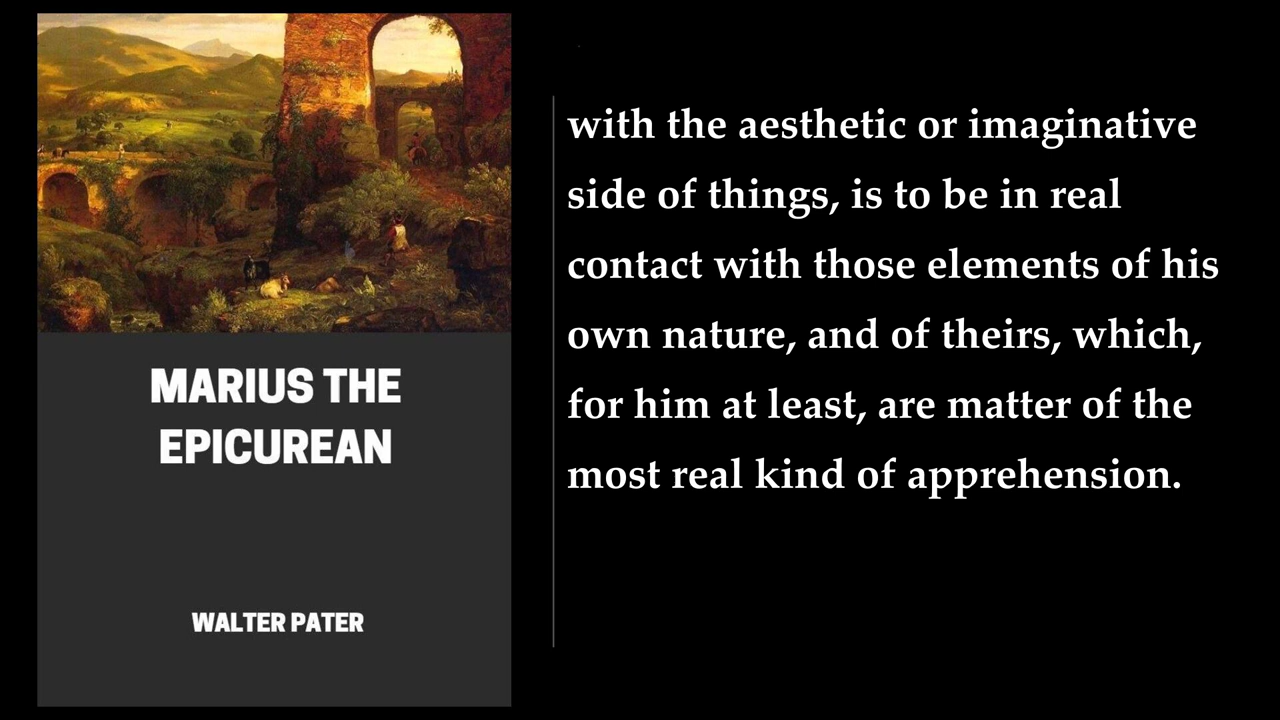 MARIUS THE
EPICUREAN
WALTER PATER
with the aesthetic or imaginative
side of things, is to be in real
contact with those elements of his
own nature, and of theirs, which,
for him at least, are matter of the
most real kind of apprehension.